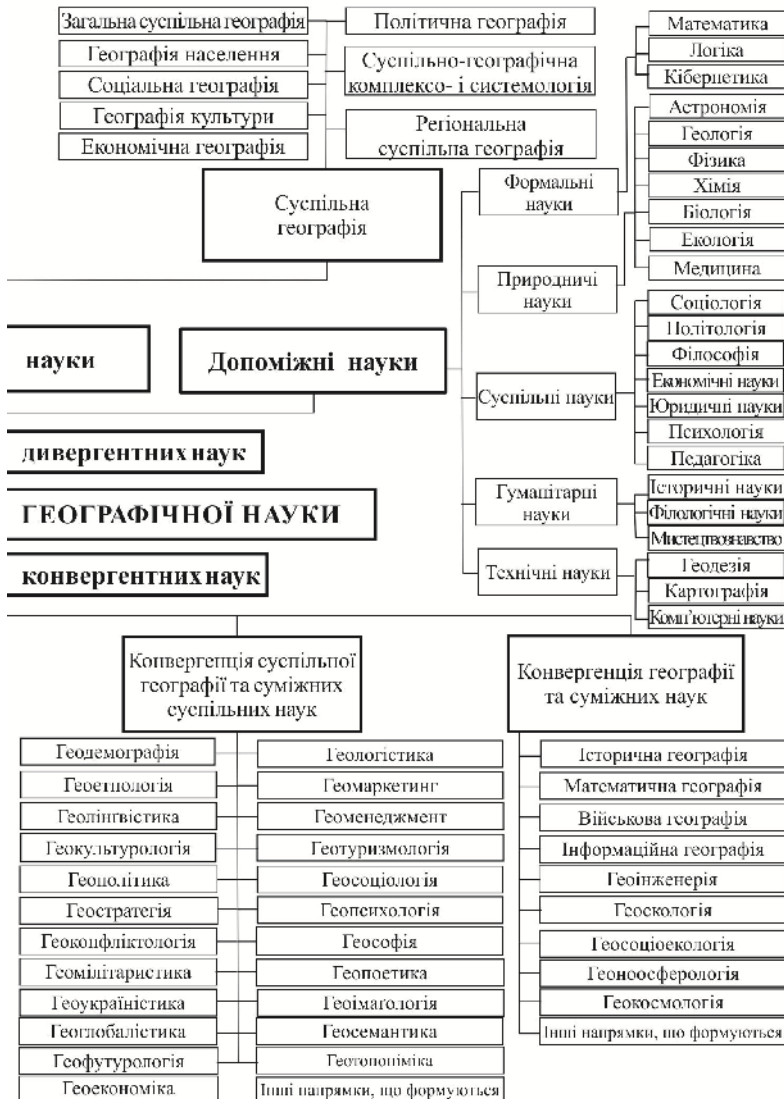 Загальна суспільна географія
Географія населення
Соціальна географія
Географія культури
Економічна географія
Політична географія
Суспільно-географічна
комплексо- і системологія
Регіональна
суспільна географія
Суспільна
географія
науки
Допоміжні науки
дивергентних наук
ГЕОГРАФІЧНОЇ НАУКИ
конвергентних наук
Формальні
науки
Природничі
науки
Суспільні науки
Гуманітарні
науки
Технічні науки
Математика
Логіка
Кібернетика
Астрономія
Геологія
Фізика
Хімія
Біологія
Екологія
Медицина
Соціологія
Політологія
Філософія
Економічні науки
Юридичні науки
Психологія
Педагогіка
Історичні науки
Філологічні науки
Мистецтвознавство
Геодезія
Картографія
Комп’ютерні науки
Конвергенція суспільної
географії та суміжних
суспільних наук
Геодемографія
Геоетнологія
Геолінгвістика
Геокультурологія
Геополітика
Геостратегія
Геоконфліктологія
Геомілітаристика
Геоукраїністика
Геоглобалістика
Геофутурологія
Геоекономіка
Геологістика
Геомаркетинг
Геоменеджмент
Геотуризмологія
Геосоціологія
Геопсихологія
Геософія
Геопоетика
Геоімагологія
Геосемантика
Геотопоніміка
Інші напрямки, що формуються
Конвергенція географії
та суміжних наук
Історична географія
Математична географія
Військова географія
Інформаційна географія
Геоінженерія
Геоекологія
Геосоціоекологія
Геоноосферологія
Геокосмологія
Інші напрямки, що формуються